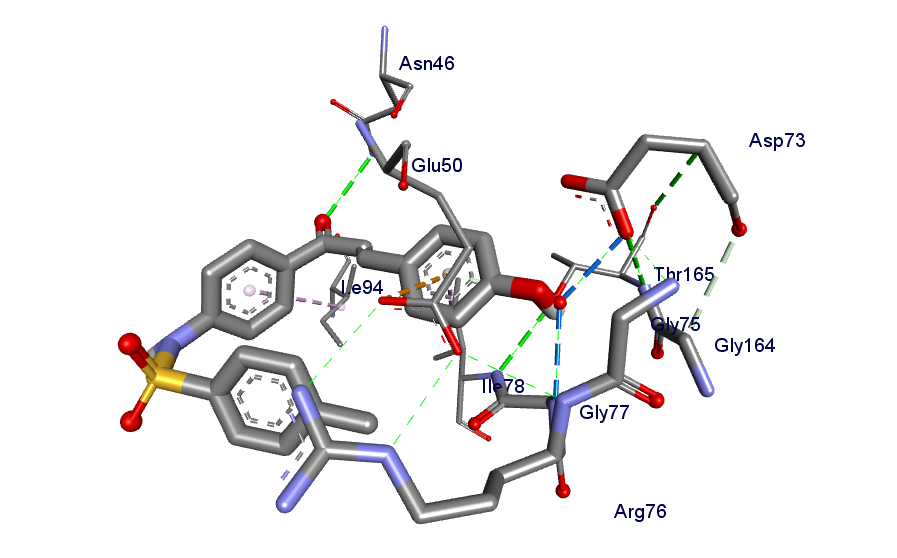 Asn46
Asp73
Glu50
Thr165
Ile94
Gly75
Gly164
Ile78
Gly77
Arg76